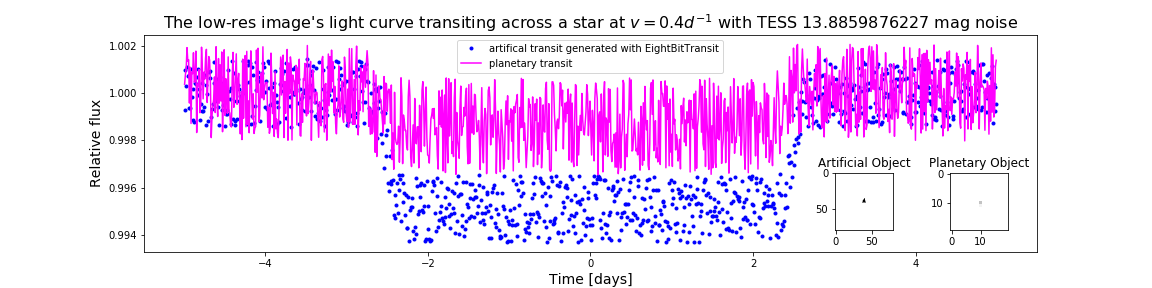 The low-res image's light curve transiting across a star at v = 0.4d⁻¹ with TESS 13.8859876227 mag noise
artifical transit generated with EightBitTransit
planetary transit
Relative flux
1.002
1.000
0.998
0.996
0.994
Artificial Object
0
50
0 50
Planetary Object
0
10
0 10
−4 −2 0 2 4
Time [days]